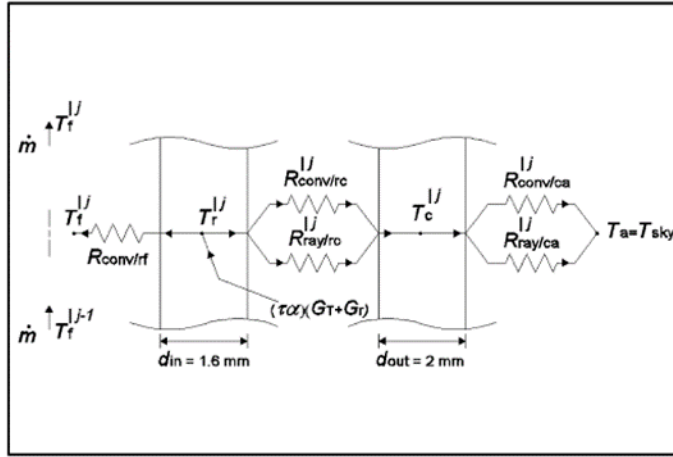 ṁ T_f^|j
T_f^|j
R_conv/rf
T_r^|j
R_conv/rc^|j
R_ray/rc^|j
T_c^|j
R_conv/ca^|j
R_ray/ca^|j
T_a=T_sky
(τα)(G_T+G_r)
ṁ T_f^|j-1
d_in = 1.6 mm
d_out = 2 mm